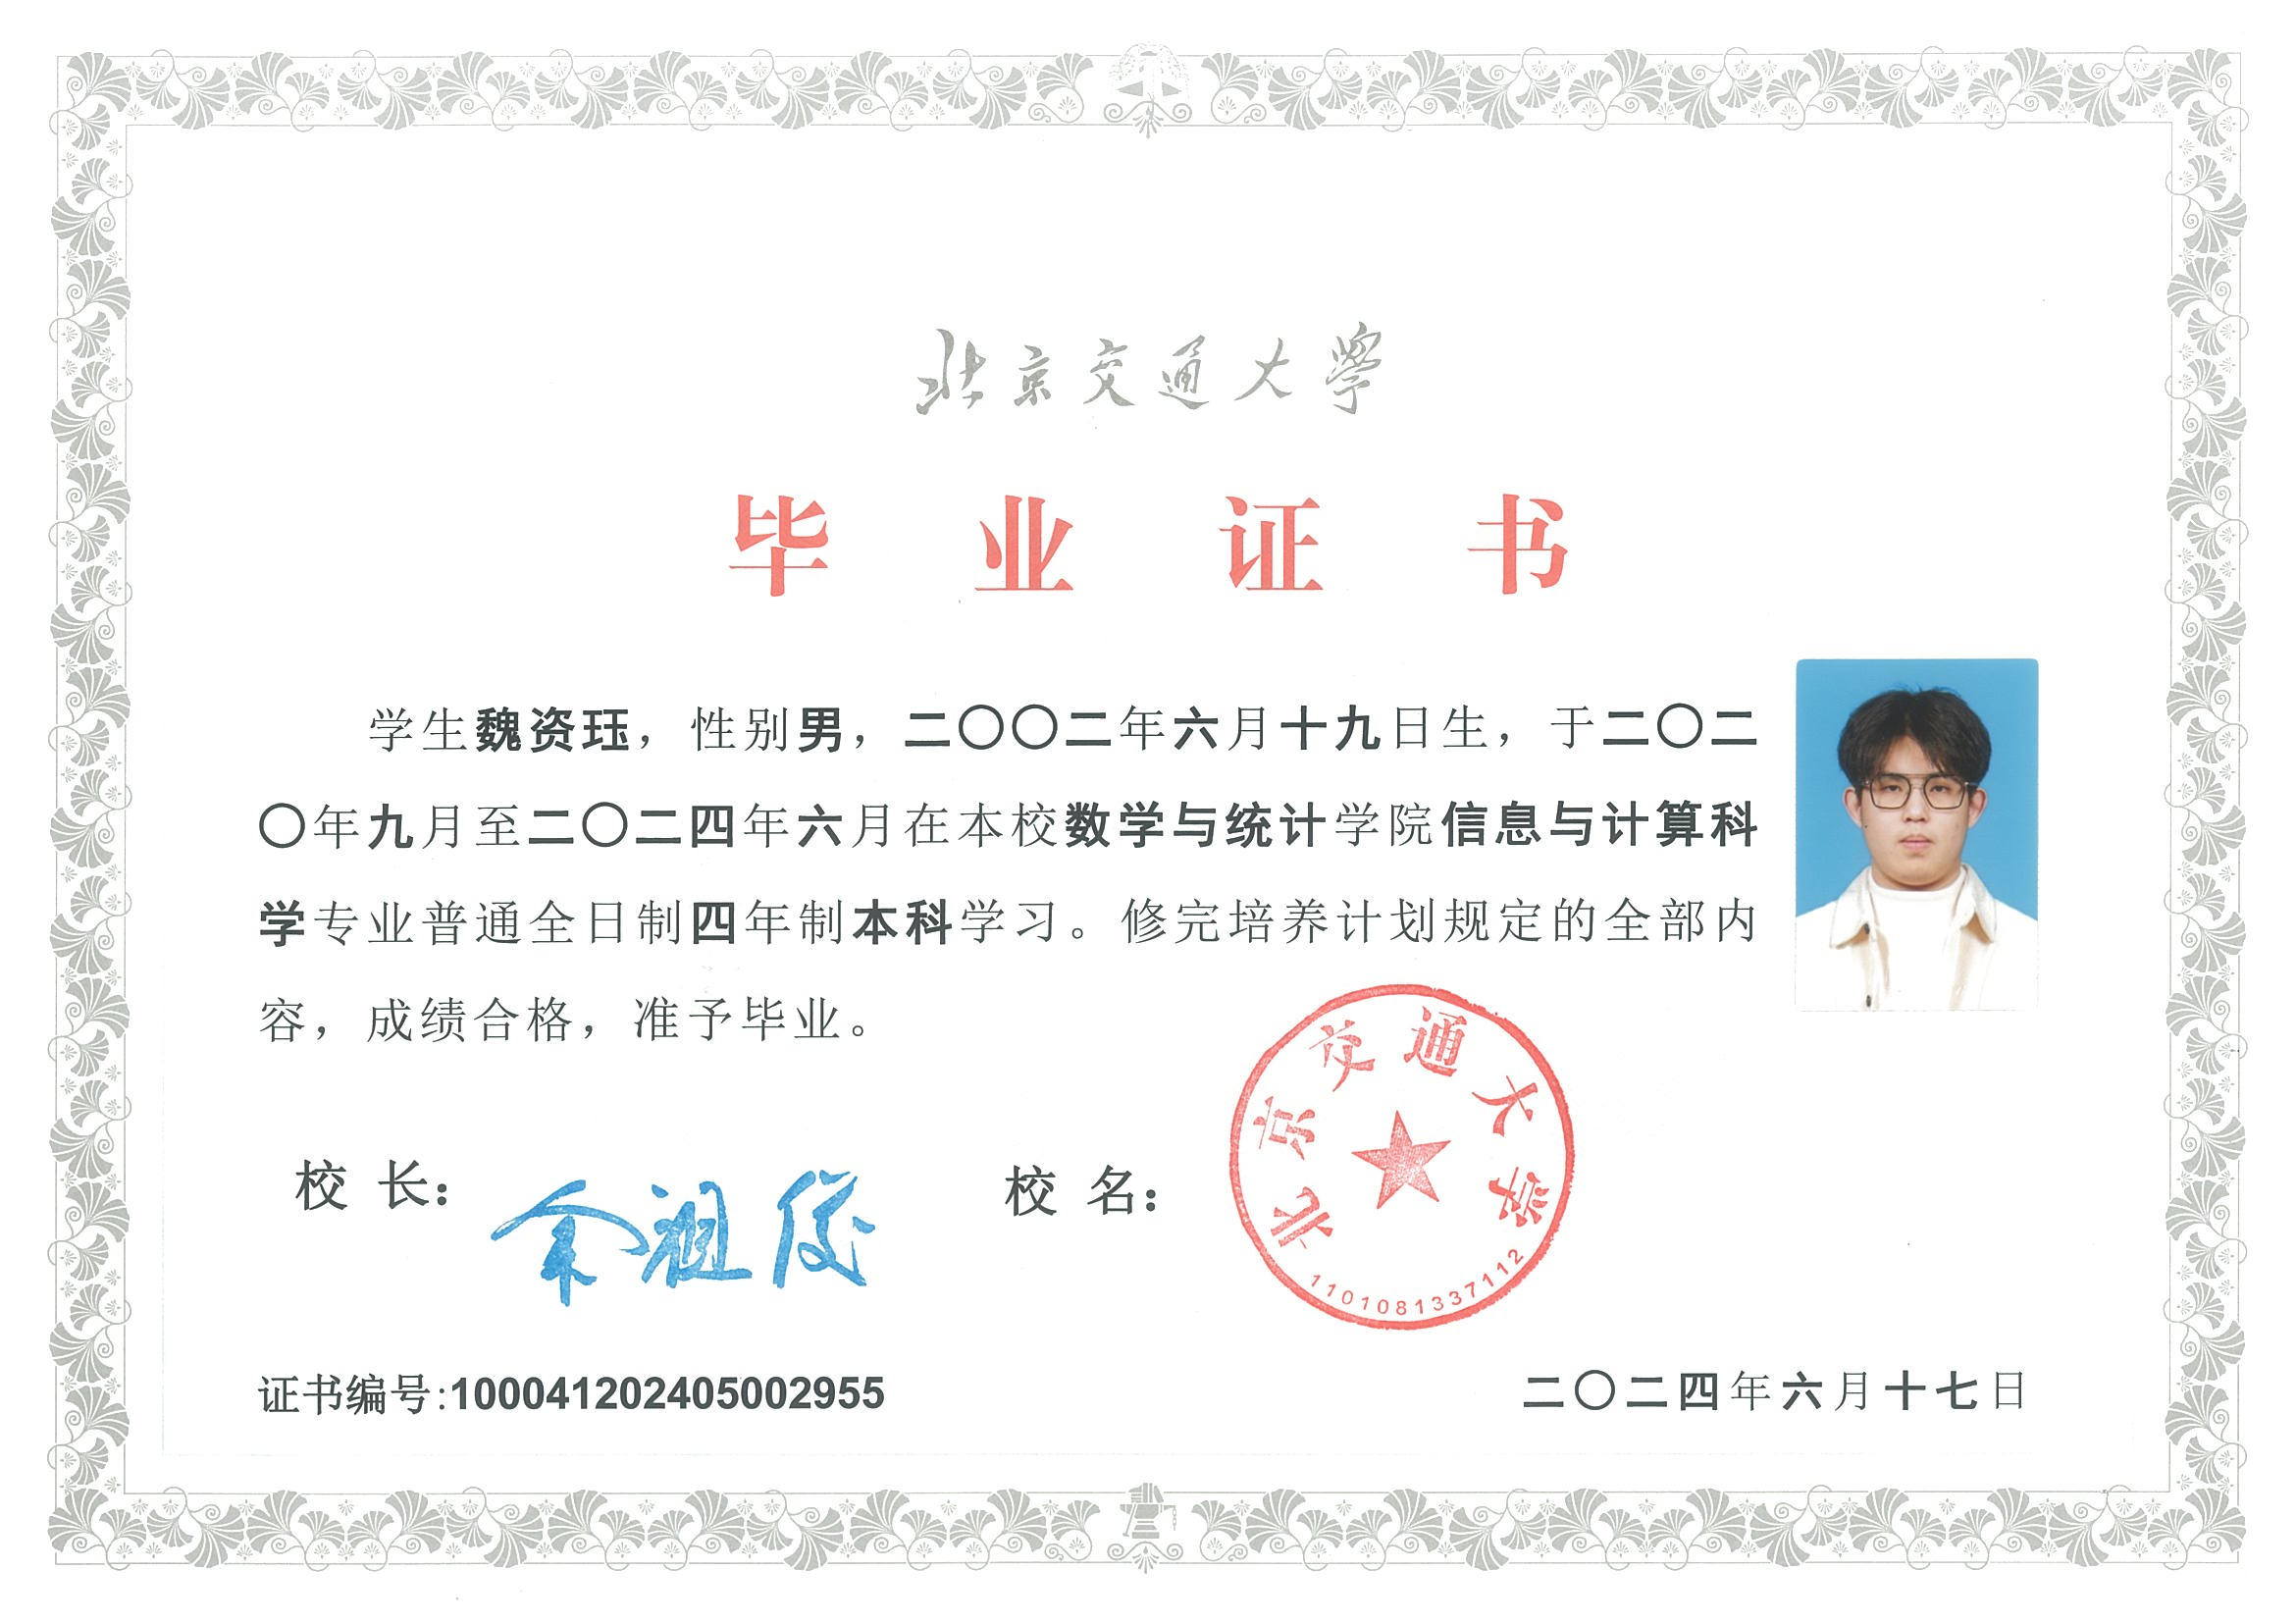 北京交通大學
毕业证书
学生魏资珏，性别男，二〇〇二年六月十九日生，于二〇二
〇年九月至二〇二四年六月在本校数学与统计学院信息与计算科
学专业普通全日制四年制本科学习。修完培养计划规定的全部内
容，成绩合格，准予毕业。
校长：
余祖俊
校名：
北京交通大学
1101081337112
证书编号:100041202405002955
二〇二四年六月十七日